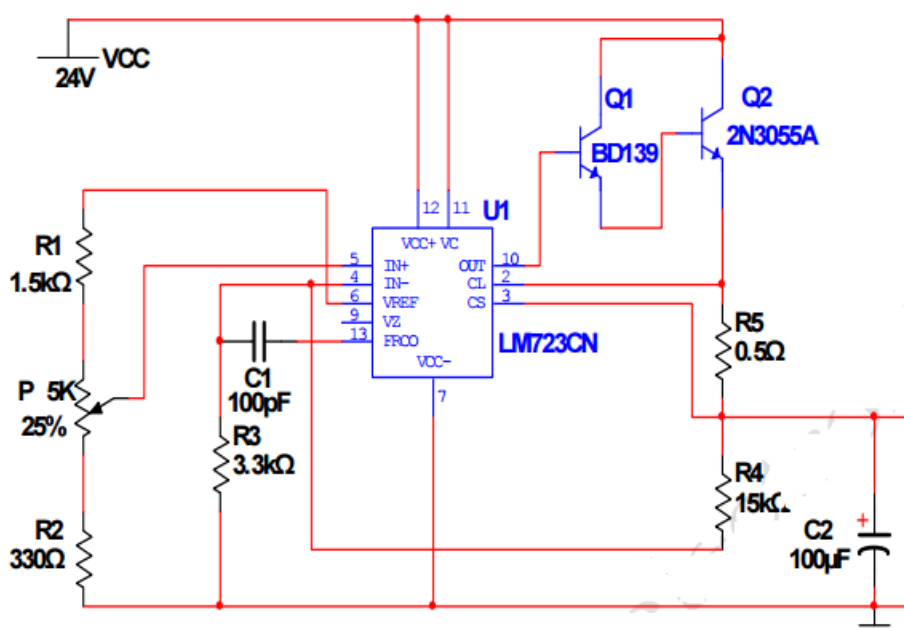 VCC
24V
Q1
BD139
Q2
2N3055A
R1
1.5kΩ
U1
12 11
VCC+ VC
5 IN+
4 IN-
6 VREF
9 VZ
13 FRCO
OUT 10
CL 2
CS 3
VCC-
7
LM723CN
R5
0.5Ω
C1
100pF
P 5K
25%
R3
3.3kΩ
R4
15kΩ
R2
330Ω
C2
+
100µF